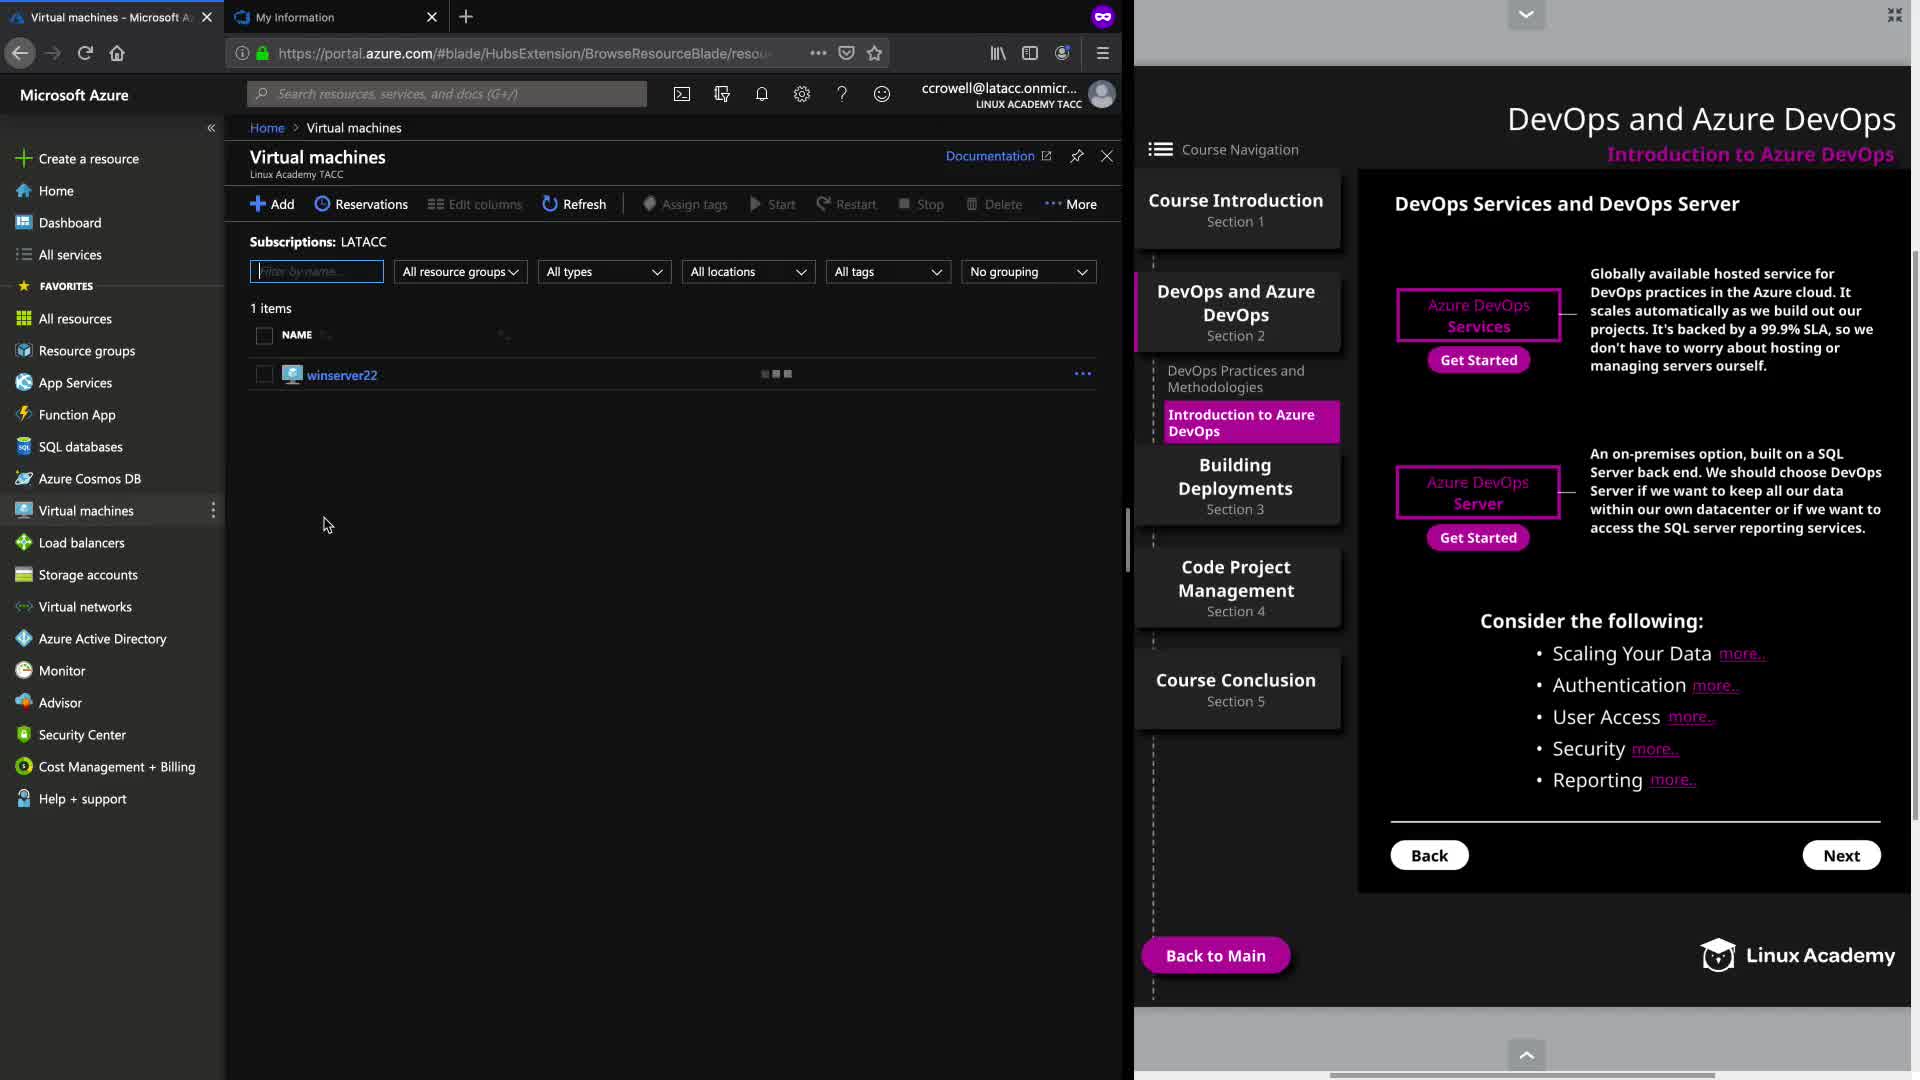 Virtual machines - Microsoft Az
My Information
https://portal.azure.com/#blade/HubsExtension/BrowseResourceBlade/resou
Microsoft Azure
Search resources, services, and docs (G+/)
ccrowell@latacc.onmicr...
LINUX ACADEMY TACC
Create a resource
Home
Dashboard
All services
FAVORITES
All resources
Resource groups
App Services
Function App
SQL databases
Azure Cosmos DB
Virtual machines
Load balancers
Storage accounts
Virtual networks
Azure Active Directory
Monitor
Advisor
Security Center
Cost Management + Billing
Help + support
Home > Virtual machines
Virtual machines
Linux Academy TACC
Documentation
Add
Reservations
Edit columns
Refresh
Assign tags
Start
Restart
Stop
Delete
More
Subscriptions: LATACC
Filter by name...
All resource groups
All types
All locations
All tags
No grouping
1 items
NAME
winserver22
DevOps and Azure DevOps
Introduction to Azure DevOps
Course Navigation
Course Introduction
Section 1
DevOps and Azure
DevOps
Section 2
DevOps Practices and
Methodologies
Introduction to Azure
DevOps
Building
Deployments
Section 3
Code Project
Management
Section 4
Course Conclusion
Section 5
Back to Main
DevOps Services and DevOps Server
Azure DevOps
Services
Get Started
Globally available hosted service for
DevOps practices in the Azure cloud. It
scales automatically as we build out our
projects. It's backed by a 99.9% SLA, so we
don't have to worry about hosting or
managing servers ourself.
Azure DevOps
Server
Get Started
An on-premises option, built on a SQL
Server back end. We should choose DevOps
Server if we want to keep all our data
within our own datacenter or if we want to
access the SQL server reporting services.
Consider the following:
• Scaling Your Data more..
• Authentication more..
• User Access more..
• Security more..
• Reporting more..
Back
Next
Linux Academy